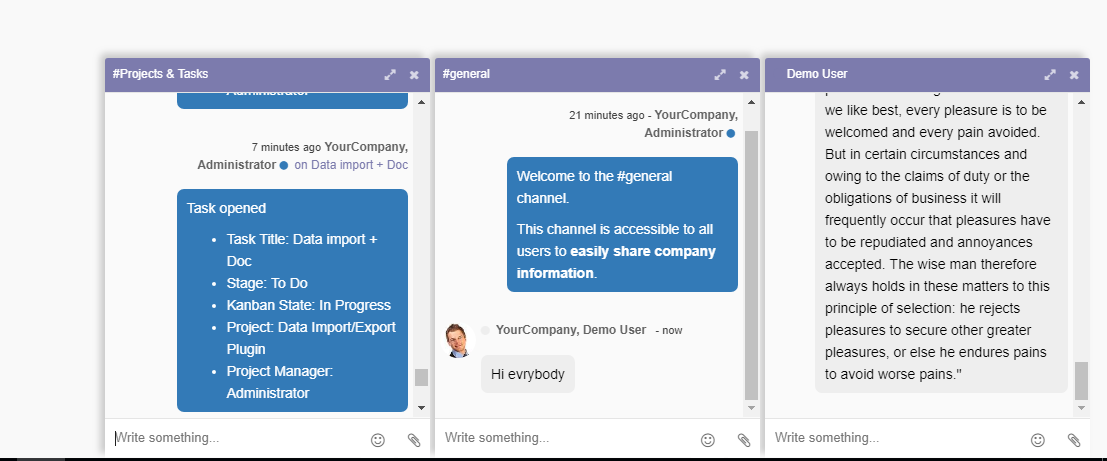 #Projects & Tasks
7 minutes ago YourCompany,
Administrator on Data import + Doc
Task opened
Task Title: Data import +
Doc
Stage: To Do
Kanban State: In Progress
Project: Data Import/Export
Plugin
Project Manager:
Administrator
Write something...
#general
21 minutes ago - YourCompany,
Administrator
Welcome to the #general
channel.
This channel is accessible to all
users to easily share company
information.
YourCompany, Demo User - now
Hi evrybody
Write something...
Demo User
we like best, every pleasure is to be
welcomed and every pain avoided.
But in certain circumstances and
owing to the claims of duty or the
obligations of business it will
frequently occur that pleasures have
to be repudiated and annoyances
accepted. The wise man therefore
always holds in these matters to this
principle of selection: he rejects
pleasures to secure other greater
pleasures, or else he endures pains
to avoid worse pains."
Write something...